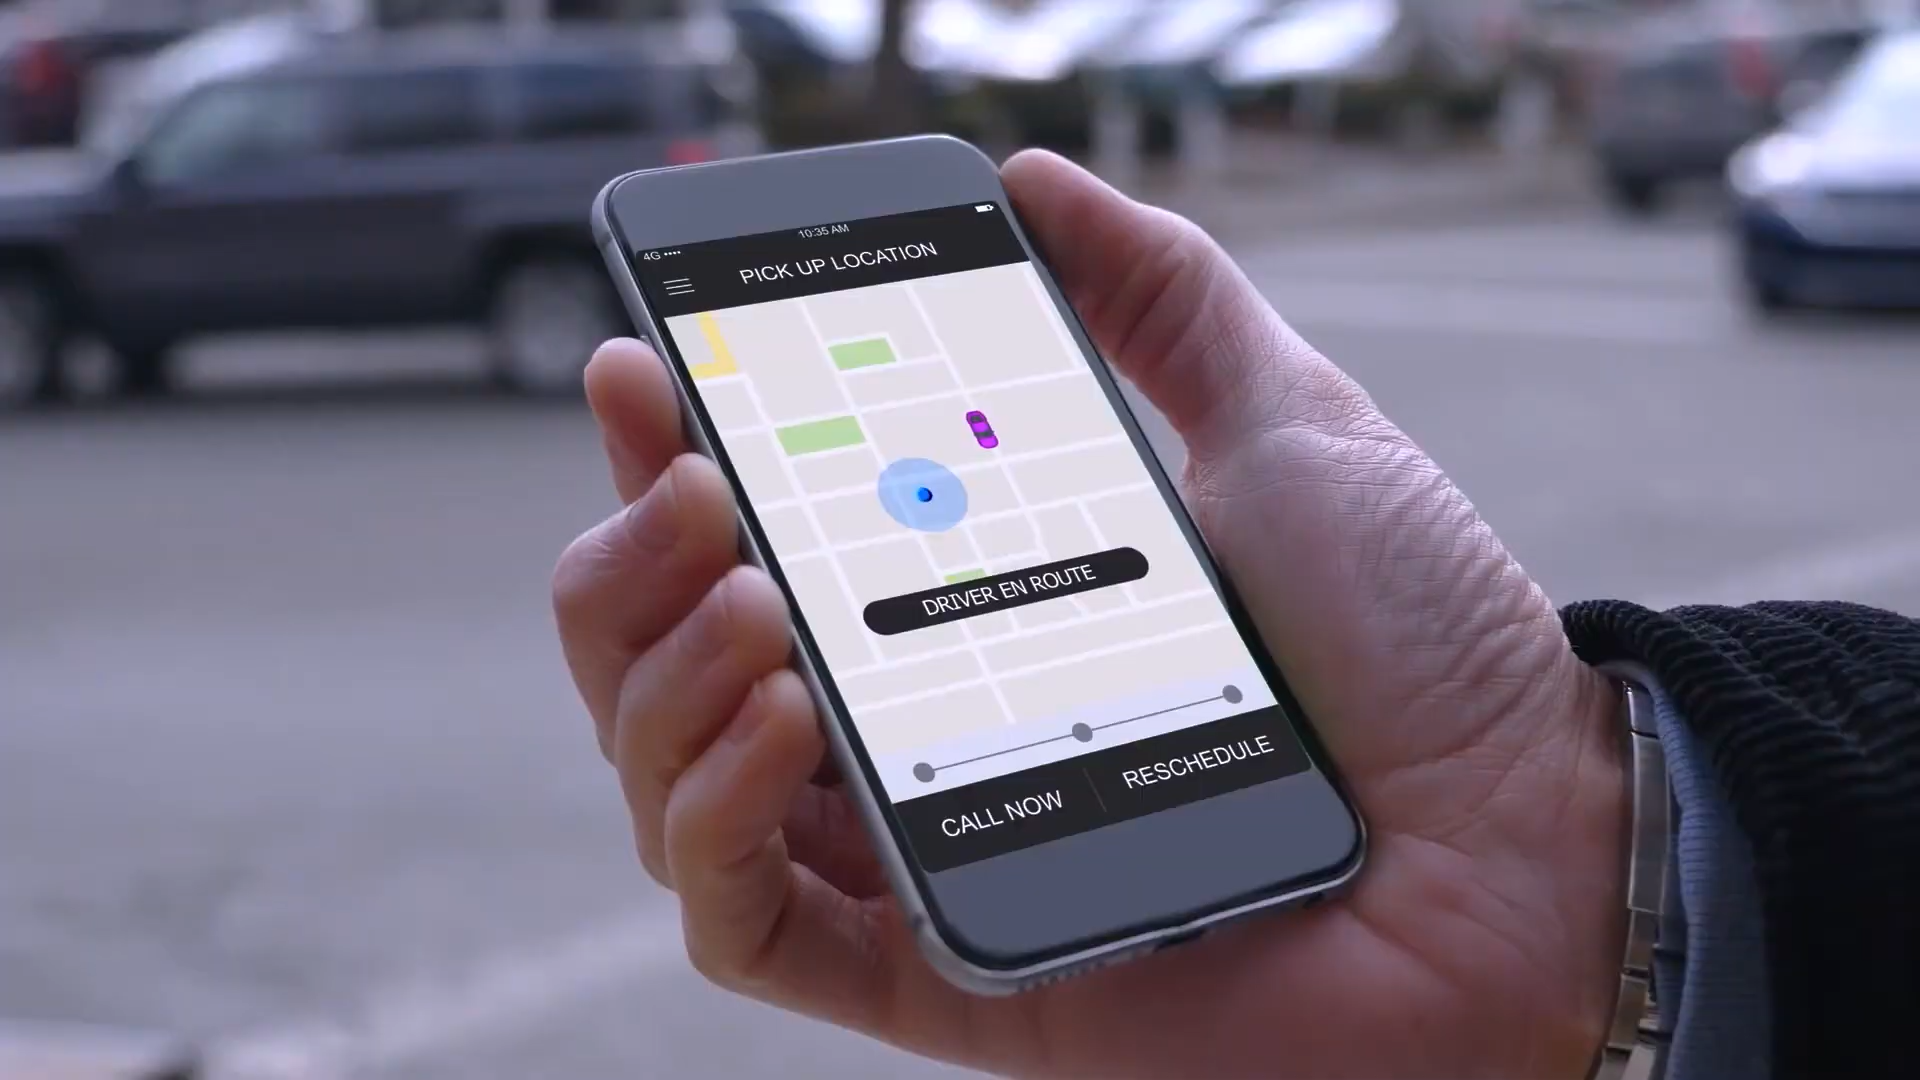 10:35 AM
4G
PICK UP LOCATION
DRIVER EN ROUTE
CALL NOW
RESCHEDULE